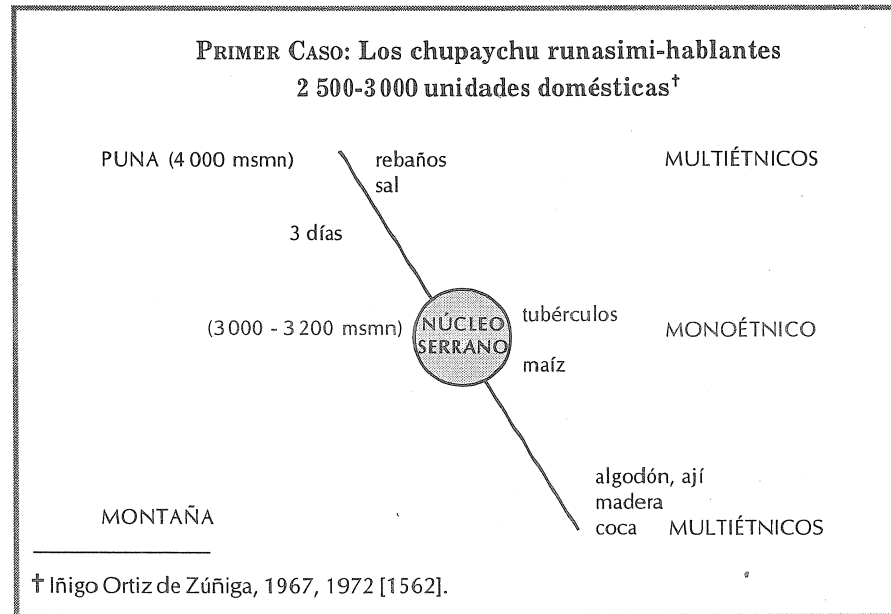 PRIMER CASO: Los chupaychu runasimi-hablantes
2 500-3 000 unidades domésticas†
PUNA (4 000 msmn) rebaños MULTIÉTNICOS
sal
3 días
(3 000 - 3 200 msmn) NÚCLEO SERRANO tubérculos MONOÉTNICO
maíz
algodón, ají
madera
MONTAÑA coca MULTIÉTNICOS
† Iñigo Ortiz de Zúñiga, 1967, 1972 [1562].